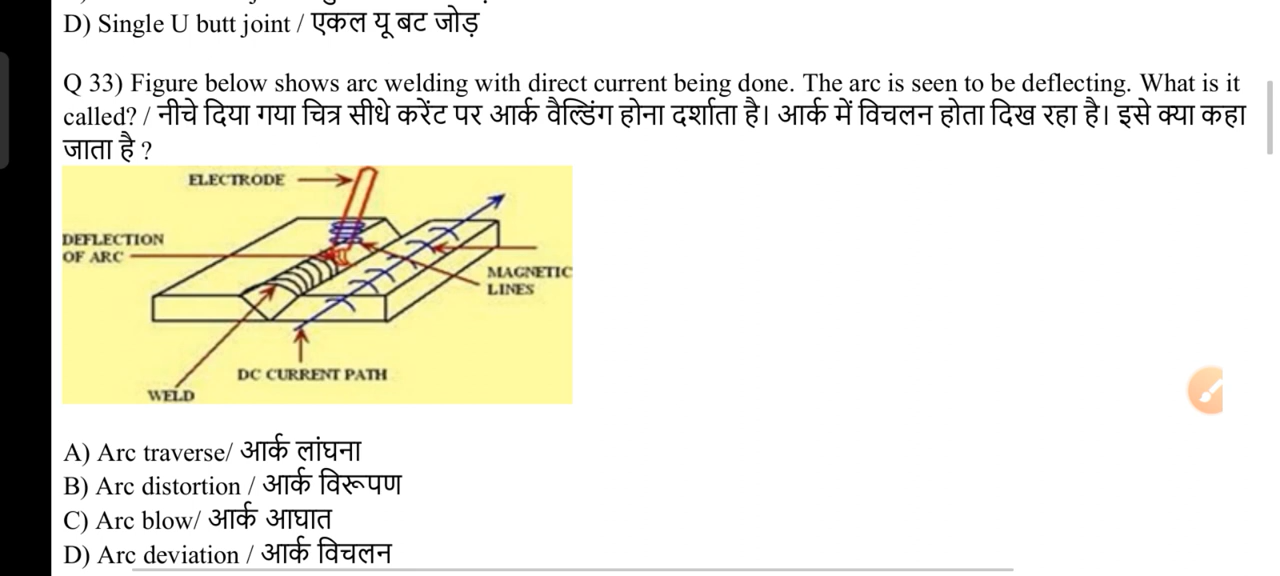 D) Single U butt joint / एकल यू बट जोड़
Q 33) Figure below shows arc welding with direct current being done. The arc is seen to be deflecting. What is it
called? / नीचे दिया गया चित्र सीधे करेंट पर आर्क वैल्डिंग होना दर्शाता है। आर्क में विचलन होता दिख रहा है। इसे क्या कहा
जाता है ?
ELECTRODE
DEFLECTION
OF ARC
MAGNETIC
LINES
DC CURRENT PATH
WELD
A) Arc traverse/ आर्क लांघना
B) Arc distortion / आर्क विरूपण
C) Arc blow/ आर्क आघात
D) Arc deviation / आर्क विचलन